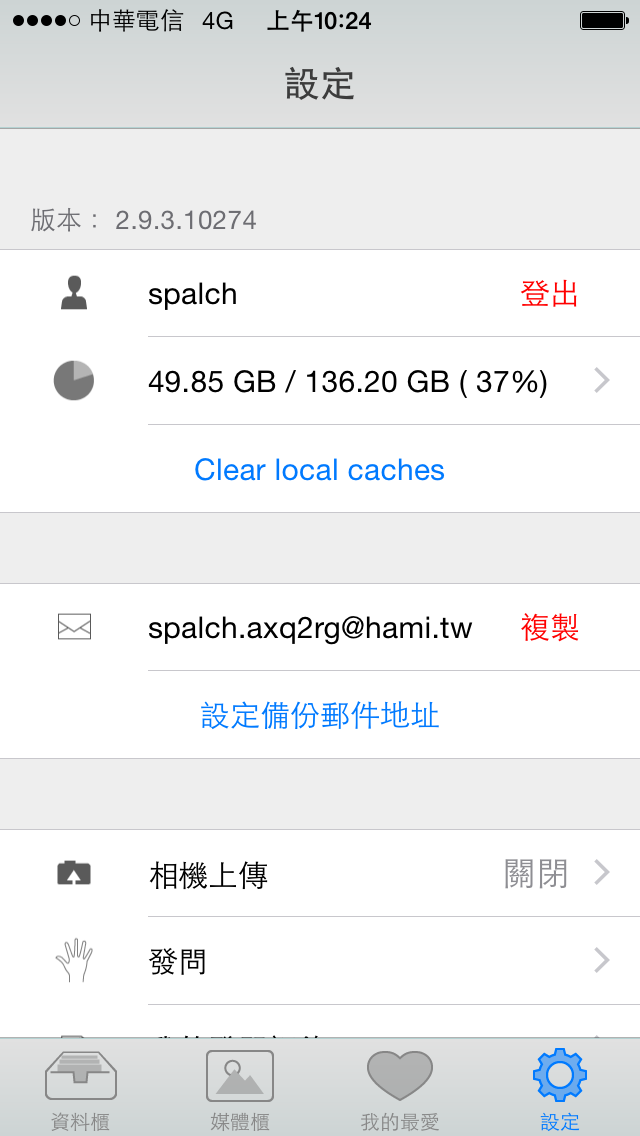 中華電信 4G 上午10:24
設定
版本： 2.9.3.10274
spalch 登出
49.85 GB / 136.20 GB ( 37%)
Clear local caches
spalch.axq2rg@hami.tw 複製
設定備份郵件地址
相機上傳 關閉
發問
資料櫃 媒體櫃 我的最愛 設定